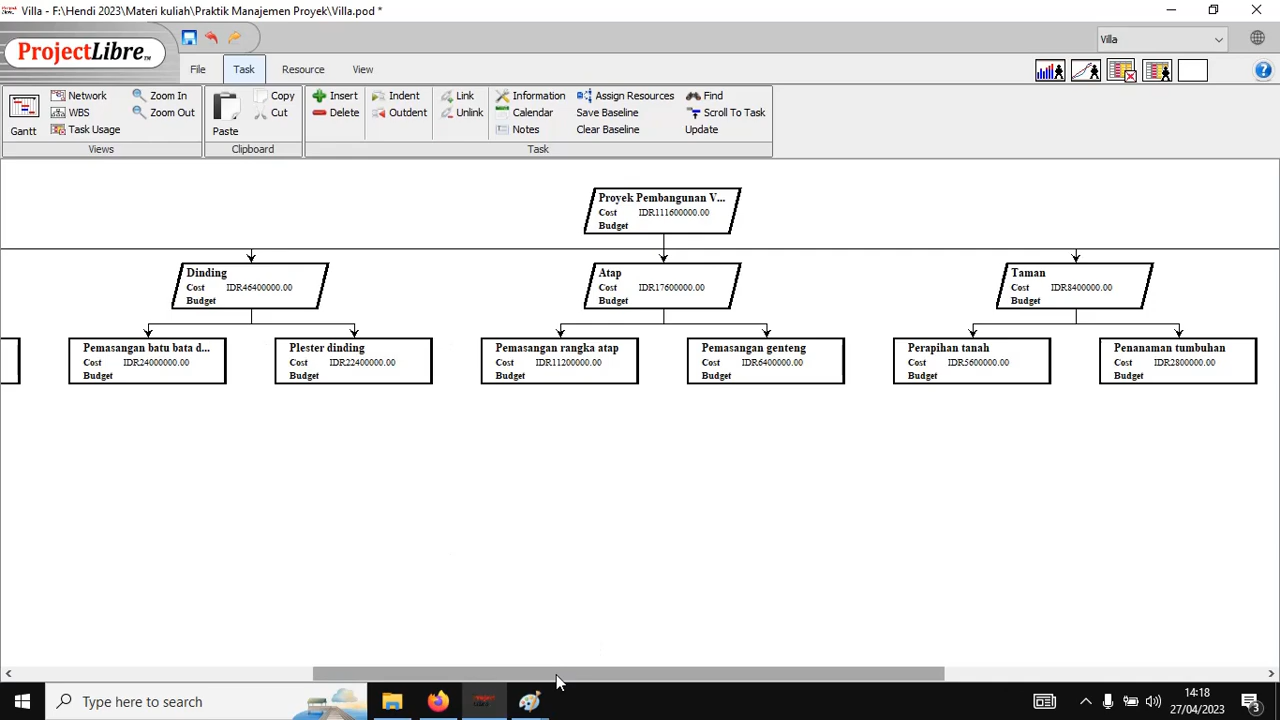 Villa - F:\Hendi 2023\Materi kuliah\Praktik Manajemen Proyek\Villa.pod *
ProjectLibre
Villa
File Task Resource View
Gantt
Network
WBS
Task Usage
Zoom In
Zoom Out
Views
Paste
Copy
Cut
Clipboard
Insert
Delete
Indent
Outdent
Link
Unlink
Information
Calendar
Notes
Assign Resources
Save Baseline
Clear Baseline
Find
Scroll To Task
Update
Task
Proyek Pembangunan V...
Cost IDR111600000.00
Budget
Dinding
Cost IDR46400000.00
Budget
Atap
Cost IDR17600000.00
Budget
Taman
Cost IDR8400000.00
Budget
Pemasangan batu bata d...
Cost IDR24000000.00
Budget
Plester dinding
Cost IDR22400000.00
Budget
Pemasangan rangka atap
Cost IDR11200000.00
Budget
Pemasangan genteng
Cost IDR6400000.00
Budget
Perapihan tanah
Cost IDR5600000.00
Budget
Penanaman tumbuhan
Cost IDR2800000.00
Budget
Type here to search
14:18
27/04/2023
3